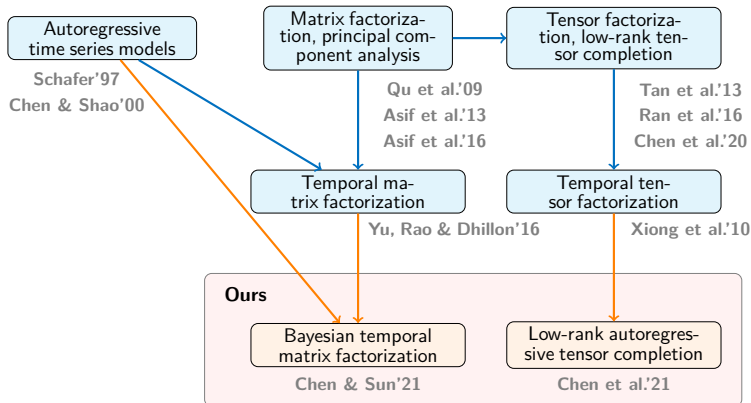 Autoregressive
time series models
Schafer'97
Chen & Shao'00
Matrix factoriza-
tion, principal com-
ponent analysis
Qu et al.'09
Asif et al.'13
Asif et al.'16
Tensor factoriza-
tion, low-rank ten-
sor completion
Tan et al.'13
Ran et al.'16
Chen et al.'20
Temporal ma-
trix factorization
Yu, Rao & Dhillon'16
Temporal ten-
sor factorization
Xiong et al.'10
Ours
Bayesian temporal
matrix factorization
Chen & Sun'21
Low-rank autoregres-
sive tensor completion
Chen et al.'21